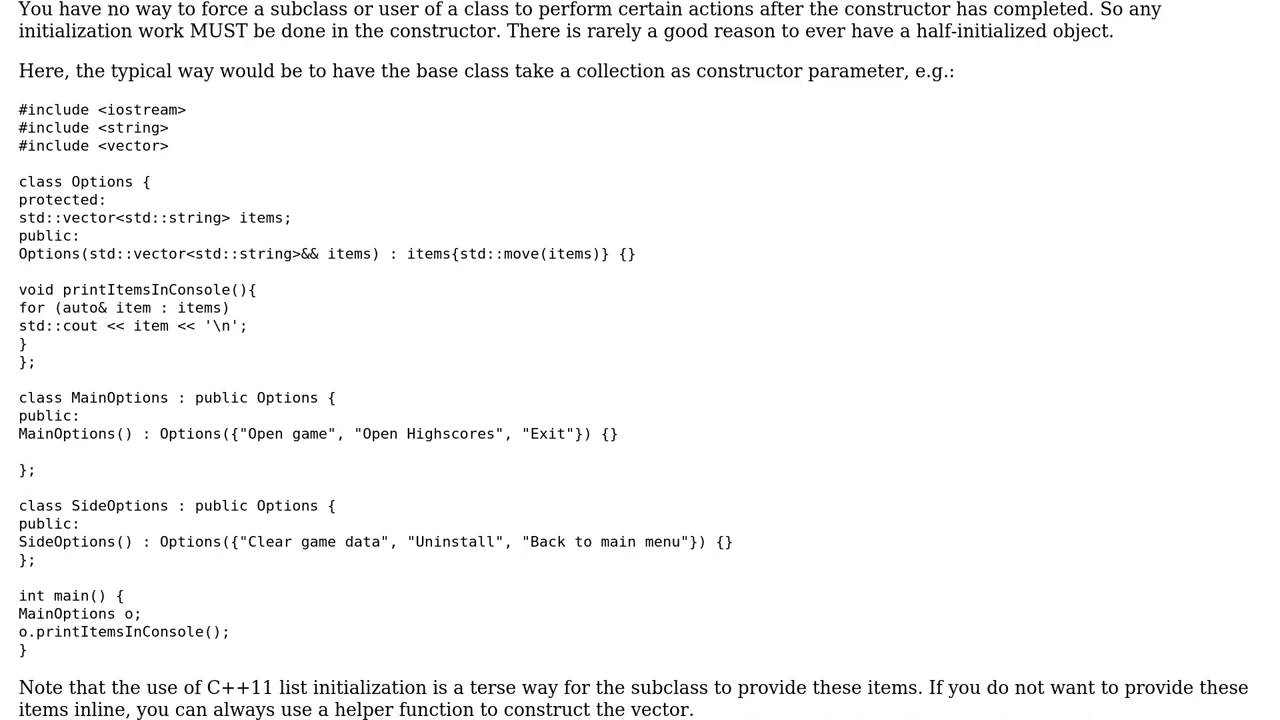 You have no way to force a subclass or user of a class to perform certain actions after the constructor has completed. So any
initialization work MUST be done in the constructor. There is rarely a good reason to ever have a half-initialized object.
Here, the typical way would be to have the base class take a collection as constructor parameter, e.g.:
#include <iostream>
#include <string>
#include <vector>
class Options {
protected:
std::vector<std::string> items;
public:
Options(std::vector<std::string>&& items) : items{std::move(items)} {}
void printItemsInConsole(){
for (auto& item : items)
std::cout << item << '\n';
}
};
class MainOptions : public Options {
public:
MainOptions() : Options({"Open game", "Open Highscores", "Exit"}) {}
};
class SideOptions : public Options {
public:
SideOptions() : Options({"Clear game data", "Uninstall", "Back to main menu"}) {}
};
int main() {
MainOptions o;
o.printItemsInConsole();
}
Note that the use of C++11 list initialization is a terse way for the subclass to provide these items. If you do not want to provide these
items inline, you can always use a helper function to construct the vector.